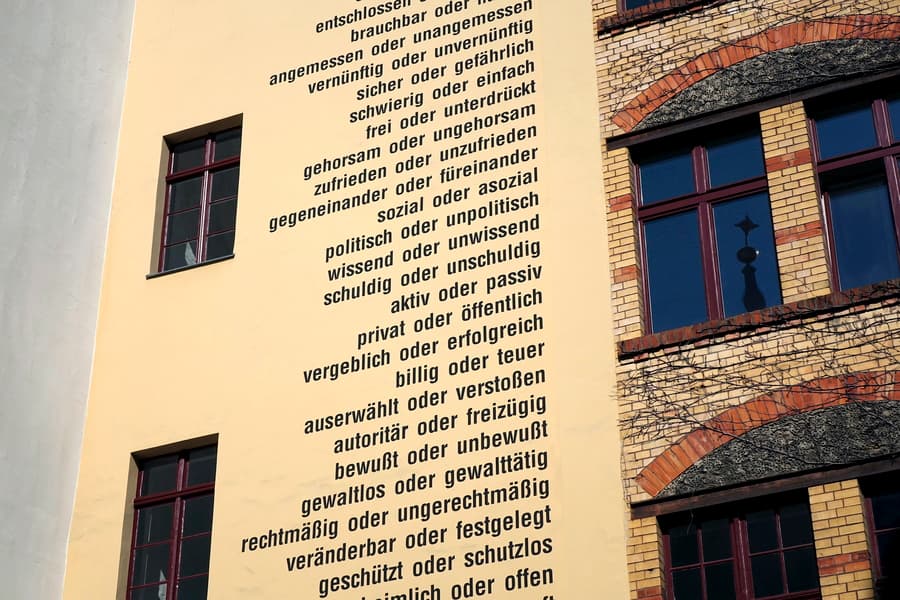 entschlossen
brauchbar oder
angemessen oder unangemessen
vernünftig oder unvernünftig
sicher oder gefährlich
schwierig oder einfach
frei oder unterdrückt
gehorsam oder ungehorsam
zufrieden oder unzufrieden
gegeneinander oder füreinander
sozial oder asozial
politisch oder unpolitisch
wissend oder unwissend
schuldig oder unschuldig
aktiv oder passiv
privat oder öffentlich
vergeblich oder erfolgreich
billig oder teuer
auserwählt oder verstoßen
autoritär oder freizügig
bewußt oder unbewußt
gewaltlos oder gewalttätig
rechtmäßig oder ungerechtmäßig
veränderbar oder festgelegt
geschützt oder schutzlos
oder offen